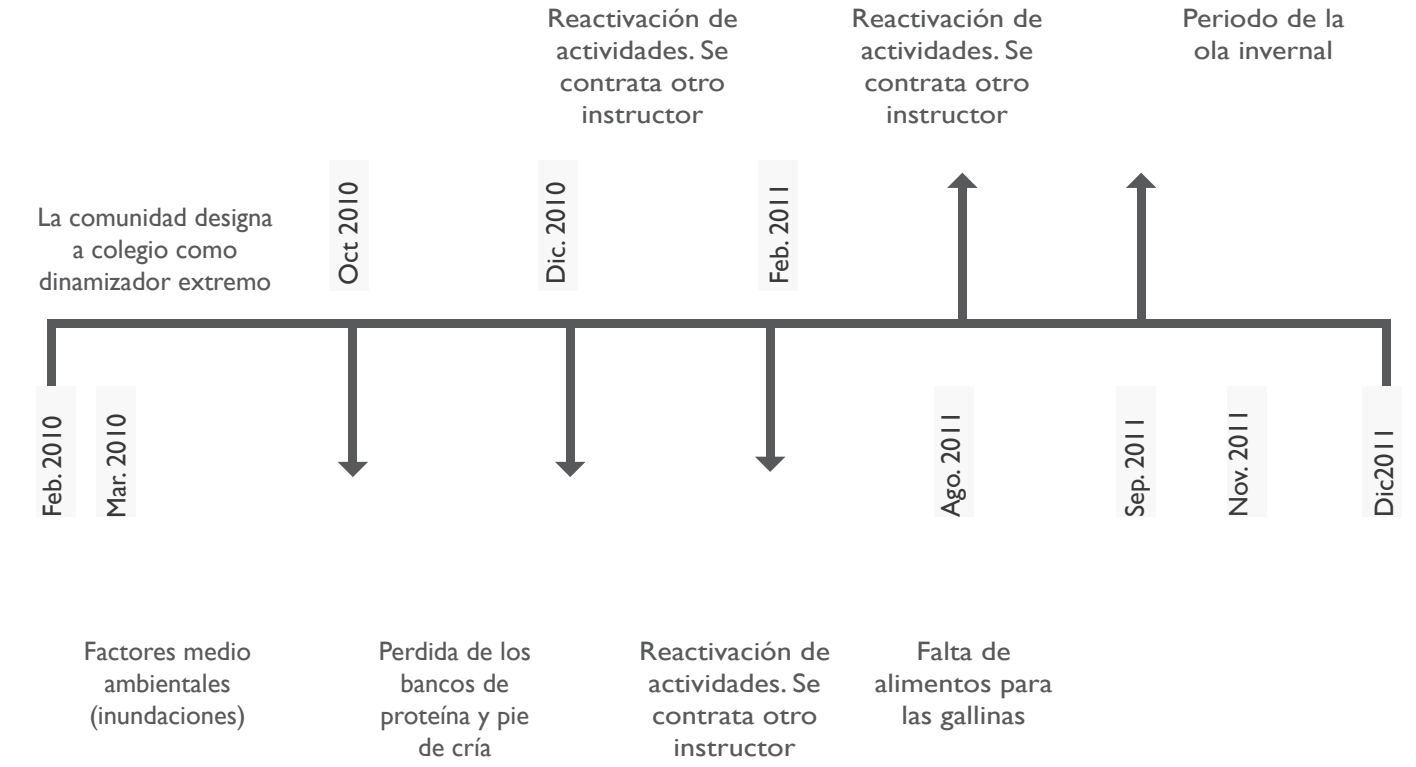 Reactivación de
actividades. Se
contrata otro
instructor
Reactivación de
actividades. Se
contrata otro
instructor
Periodo de la
ola invernal
La comunidad designa
a colegio como
dinamizador extremo
Oct 2010
Dic. 2010
Feb. 2011
Feb. 2010
Mar. 2010
Ago. 2011
Sep. 2011
Nov. 2011
Dic2011
Factores medio
ambientales
(inundaciones)
Perdida de los
bancos de
proteína y pie
de cría
Reactivación de
actividades. Se
contrata otro
instructor
Falta de
alimentos para
las gallinas